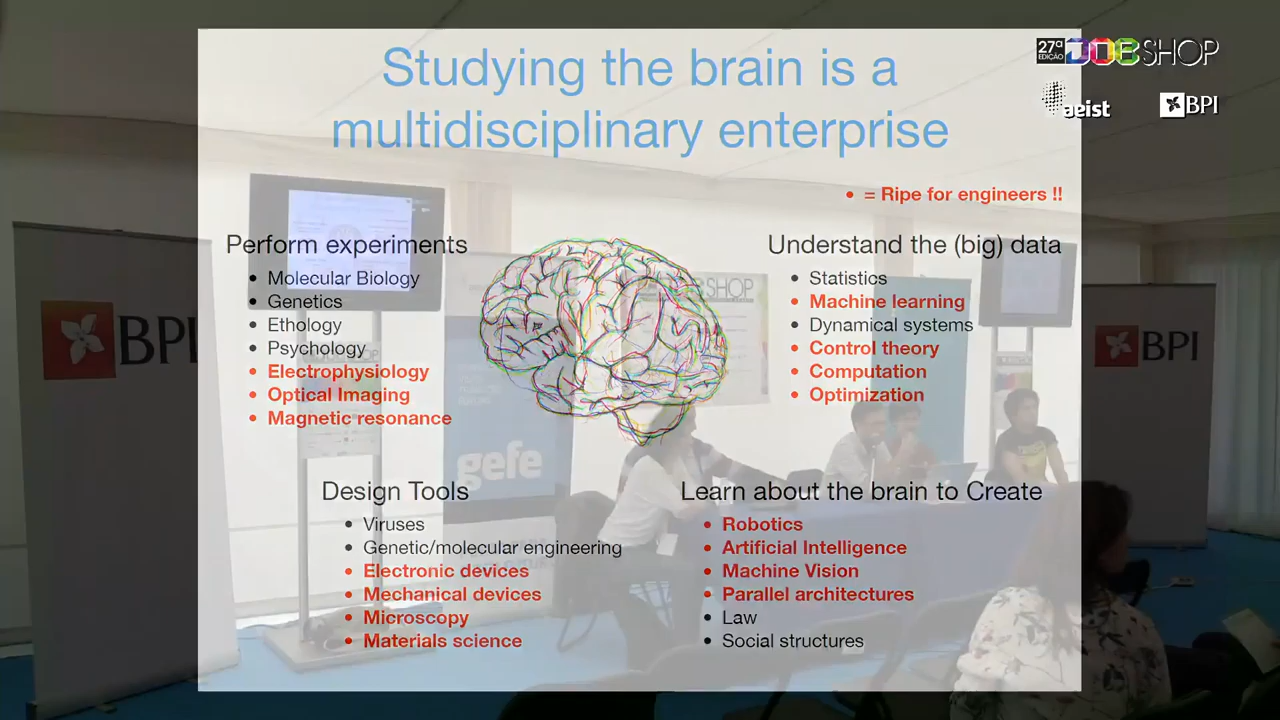 Studying the brain is a
multidisciplinary enterprise
27ª
EDIÇÃO
JOBSHOP
aeist
BPI
• = Ripe for engineers !!
Perform experiments
• Molecular Biology
• Genetics
• Ethology
• Psychology
• Electrophysiology
• Optical Imaging
• Magnetic resonance
Understand the (big) data
• Statistics
• Machine learning
• Dynamical systems
• Control theory
• Computation
• Optimization
Design Tools
• Viruses
• Genetic/molecular engineering
• Electronic devices
• Mechanical devices
• Microscopy
• Materials science
Learn about the brain to Create
• Robotics
• Artificial Intelligence
• Machine Vision
• Parallel architectures
• Law
• Social structures
BPI
gefe
SHOP
BPI